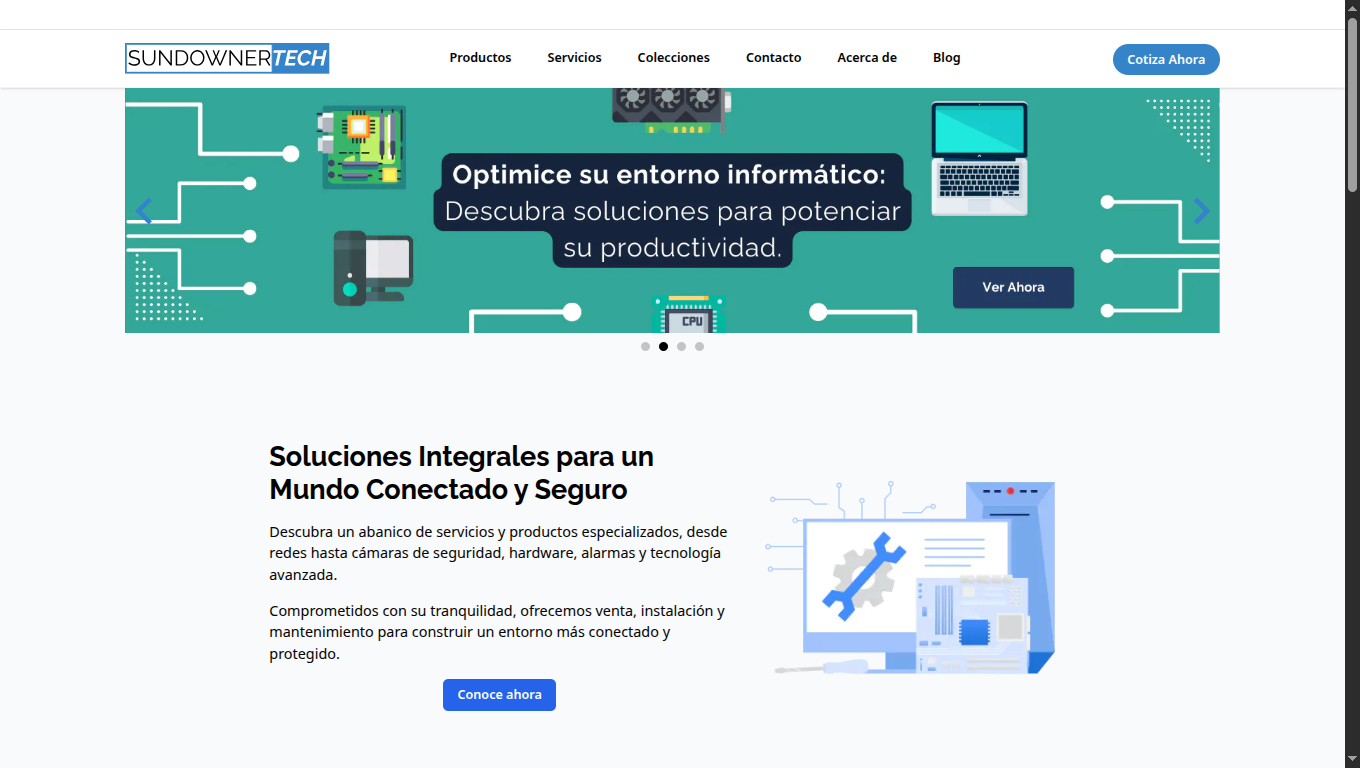 SUNDOWNERTECH
Productos
Servicios
Colecciones
Contacto
Acerca de
Blog
Cotiza Ahora
Optimice su entorno informático:
Descubra soluciones para potenciar
su productividad.
Ver Ahora
CPU
Soluciones Integrales para un
Mundo Conectado y Seguro
Descubra un abanico de servicios y productos especializados, desde
redes hasta cámaras de seguridad, hardware, alarmas y tecnología
avanzada.
Comprometidos con su tranquilidad, ofrecemos venta, instalación y
mantenimiento para construir un entorno más conectado y
protegido.
Conoce ahora